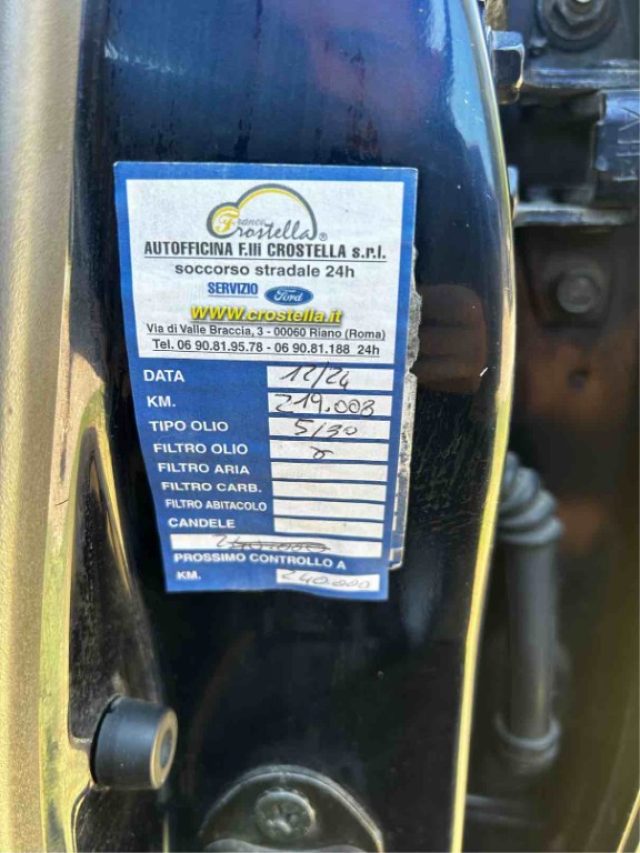 Franco
Crostella®
AUTOFFICINA F.lli CROSTELLA s.r.l.
soccorso stradale 24h
SERVIZIO Ford
www.crostella.it
Via di Valle Braccia, 3 - 00060 Riano (Roma)
Tel. 06 90.81.95.78 - 06 90.81.188 24h
DATA 12/24
KM. 219.003
TIPO OLIO 5/30
FILTRO OLIO
FILTRO ARIA
FILTRO CARB.
FILTRO ABITACOLO
CANDELE
PROSSIMO CONTROLLO A
KM. 240.000